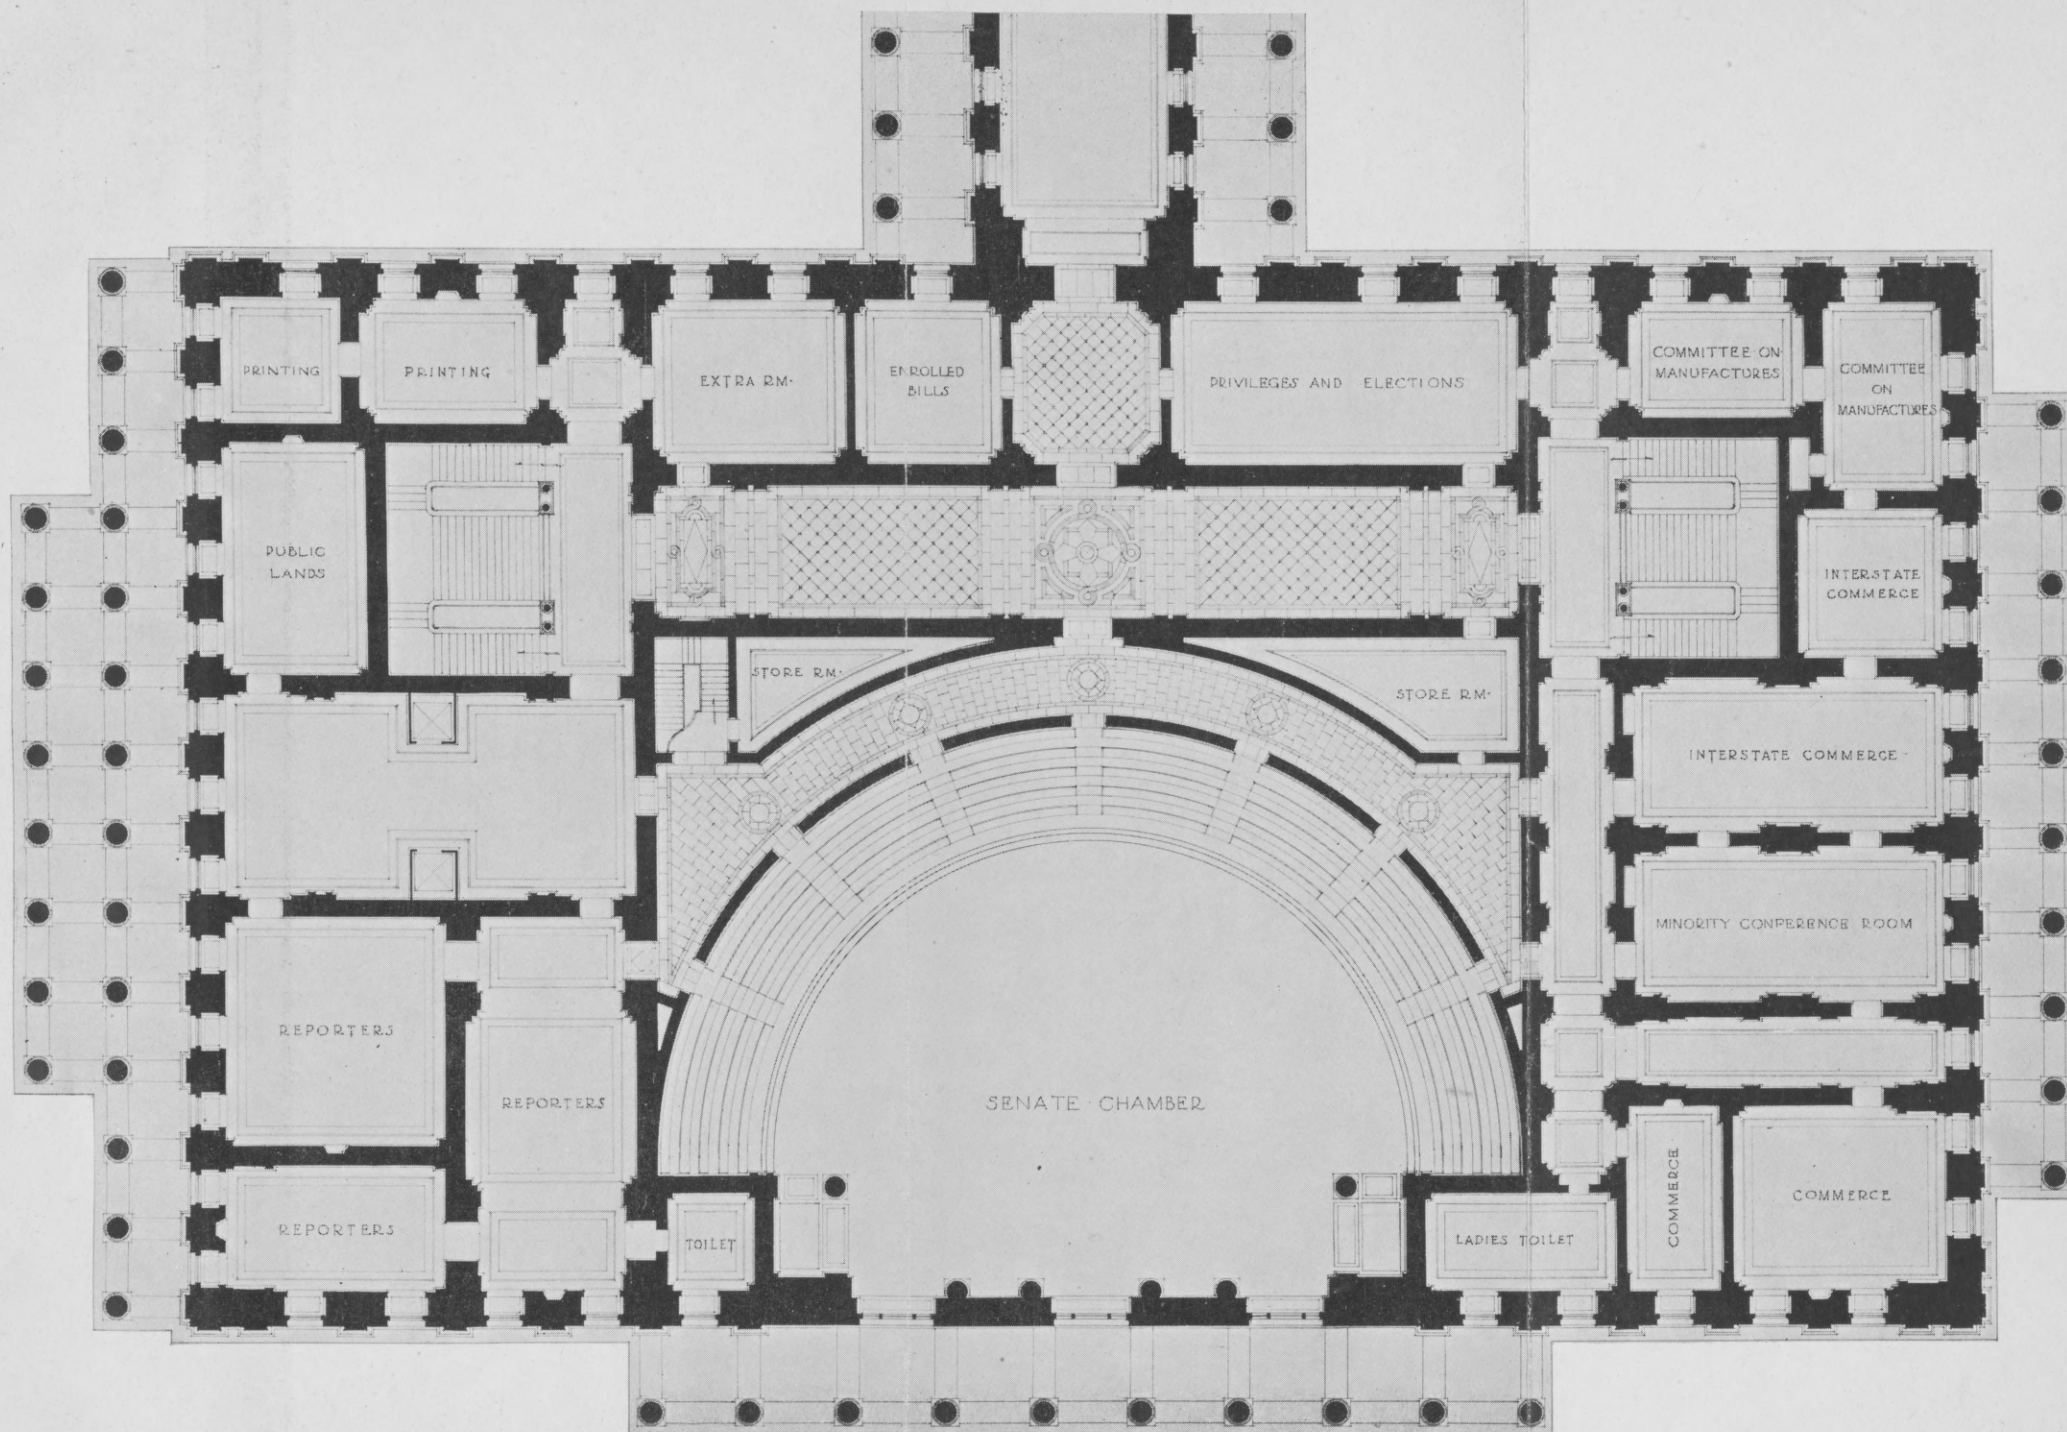 PRINTING
PRINTING
EXTRA RM.
ENROLLED
BILLS
PRIVILEGES AND ELECTIONS
COMMITTEE ON
MANUFACTURES
COMMITTEE
ON
MANUFACTURES
PUBLIC
LANDS
INTERSTATE
COMMERCE
STORE RM.
STORE RM.
INTERSTATE COMMERCE
MINORITY CONFERENCE ROOM
REPORTERS
REPORTERS
SENATE CHAMBER
COMMERCE
COMMERCE
REPORTERS
TOILET
LADIES TOILET